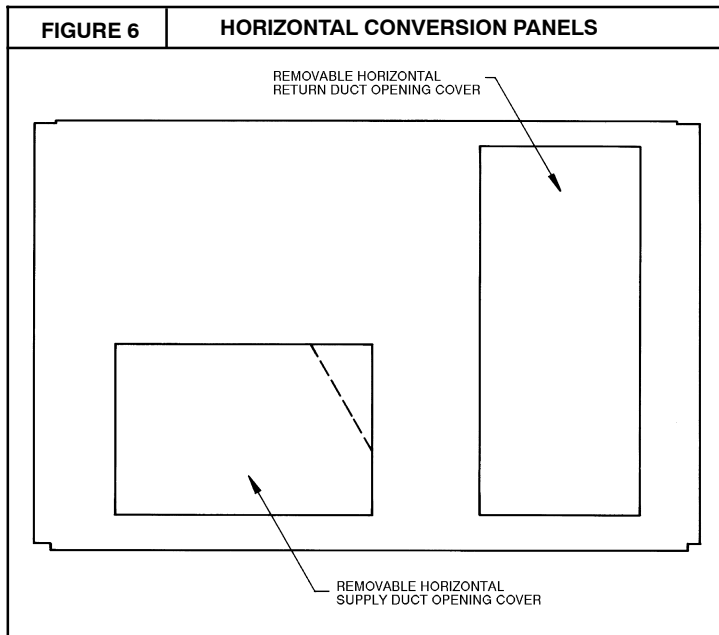 FIGURE 6
HORIZONTAL CONVERSION PANELS
REMOVABLE HORIZONTAL
RETURN DUCT OPENING COVER
REMOVABLE HORIZONTAL
SUPPLY DUCT OPENING COVER